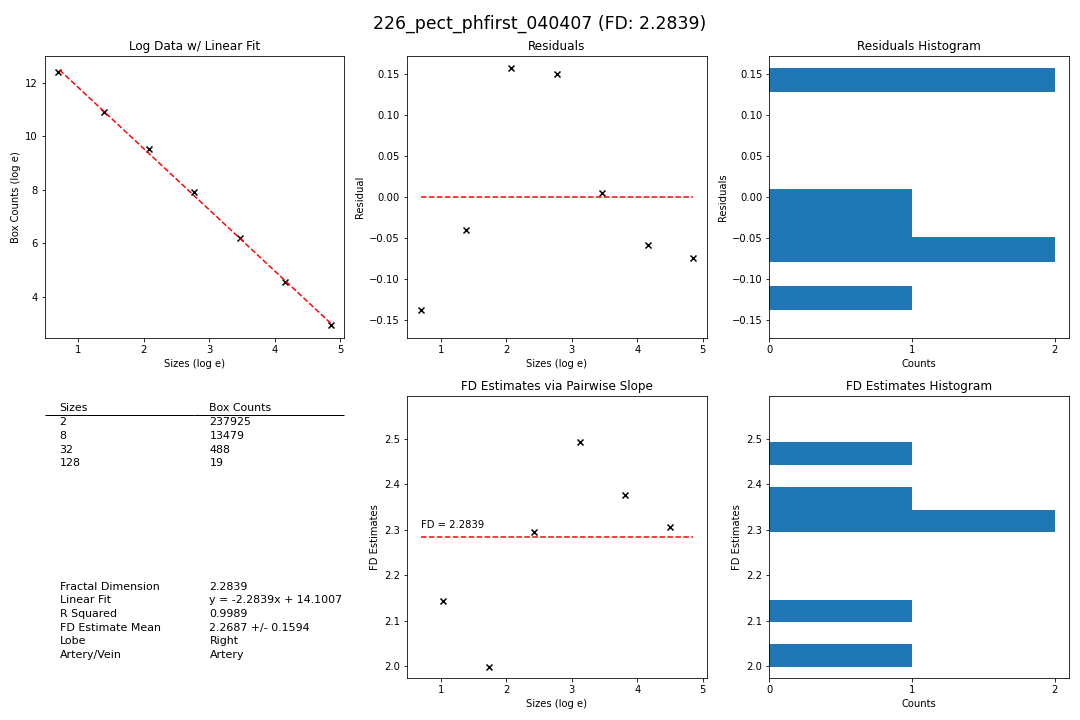 226_pect_phfirst_040407 (FD: 2.2839)
Log Data w/ Linear Fit
Box Counts (log e)
12
10
8
6
4
1 2 3 4 5
Sizes (log e)
Residuals
Residual
0.15
0.10
0.05
0.00
−0.05
−0.10
−0.15
1 2 3 4 5
Sizes (log e)
Residuals Histogram
Residuals
0.15
0.10
0.05
0.00
−0.05
−0.10
−0.15
0 1 2
Counts
Sizes Box Counts
2 237925
8 13479
32 488
128 19
Fractal Dimension 2.2839
Linear Fit y = -2.2839x + 14.1007
R Squared 0.9989
FD Estimate Mean 2.2687 +/- 0.1594
Lobe Right
Artery/Vein Artery
FD Estimates via Pairwise Slope
FD Estimates
2.5
2.4
2.3
2.2
2.1
2.0
FD = 2.2839
1 2 3 4 5
Sizes (log e)
FD Estimates Histogram
FD Estimates
2.5
2.4
2.3
2.2
2.1
2.0
0 1 2
Counts